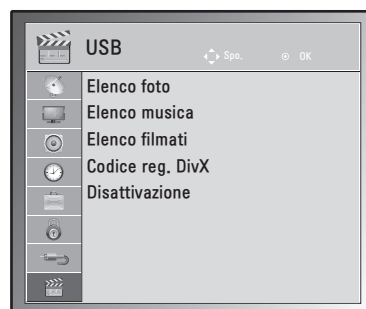 USB
Spo. OK
Elenco foto
Elenco musica
Elenco filmati
Codice reg. DivX
Disattivazione